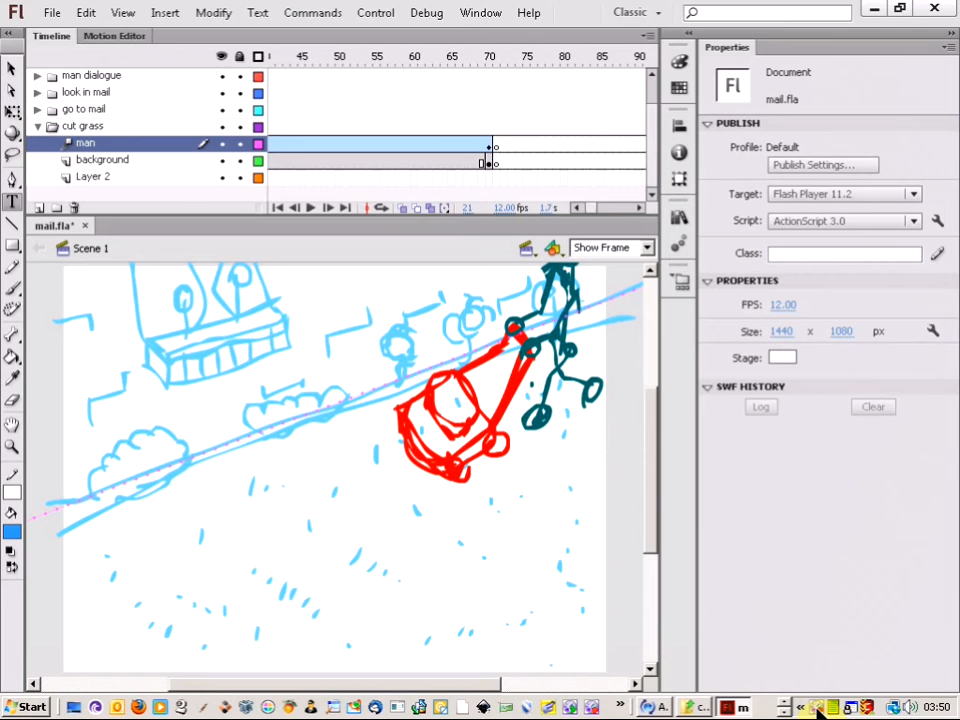 Fl File Edit View Insert Modify Text Commands Control Debug Window Help Classic
Timeline Motion Editor
45 50 55 60 65 70 75 80 85 90
man dialogue
look in mail
go to mail
cut grass
man
background
Layer 2
21 12.00fps 1.7s
mail.fla*
Scene 1 Show Frame
Properties
Fl Document
mail.fla
PUBLISH
Profile: Default
Publish Settings...
Target: Flash Player 11.2
Script: ActionScript 3.0
Class:
PROPERTIES
FPS: 12.00
Size: 1440 x 1080 px
Stage:
SWF HISTORY
Log Clear
T
Start A. c... Fl m 03:50